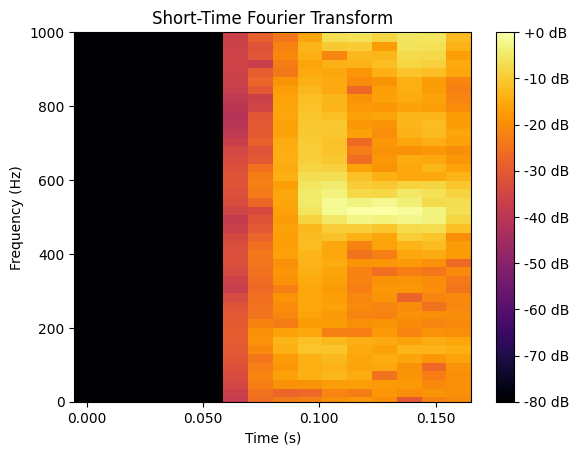 Short-Time Fourier Transform
1000
800
600
400
200
0
Frequency (Hz)
0.000
0.050
0.100
0.150
Time (s)
+0 dB
-10 dB
-20 dB
-30 dB
-40 dB
-50 dB
-60 dB
-70 dB
-80 dB